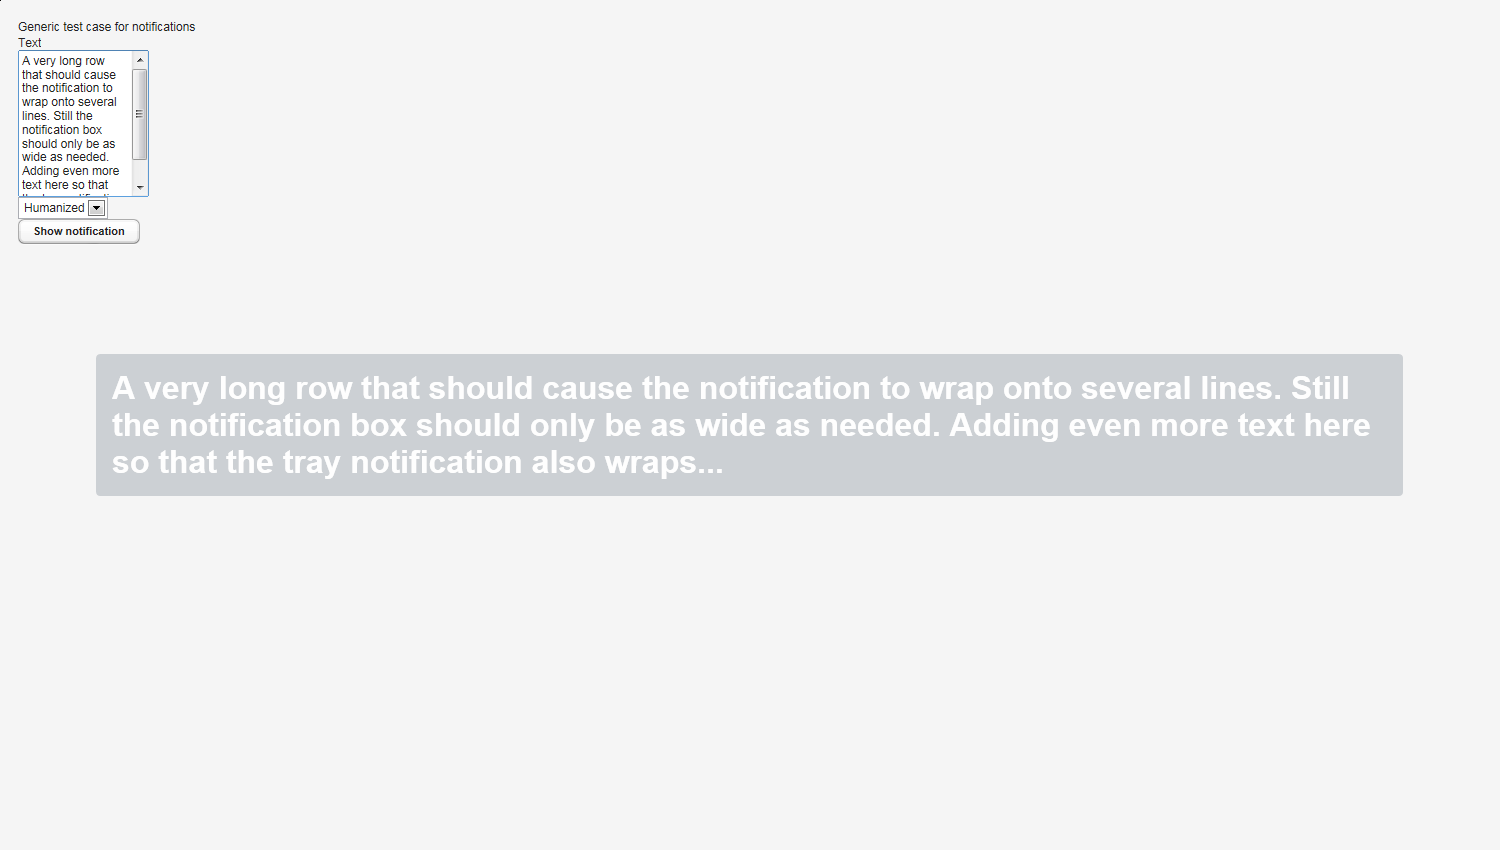 Generic test case for notifications
Text
A very long row
that should cause
the notification to
wrap onto several
lines. Still the
notification box
should only be as
wide as needed.
Adding even more
text here so that
Humanized
Show notification
A very long row that should cause the notification to wrap onto several lines. Still
the notification box should only be as wide as needed. Adding even more text here
so that the tray notification also wraps...